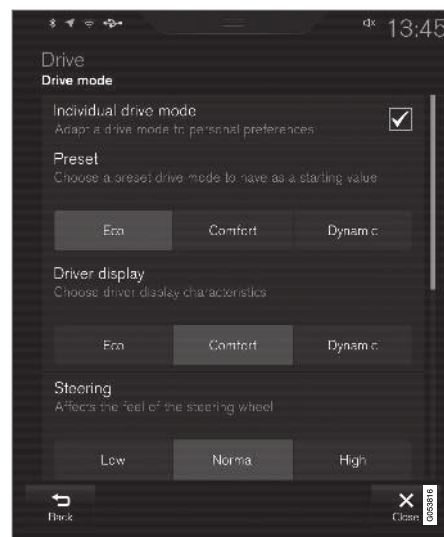 13:45
Drive
Drive mode
Individual drive mode
Adapt a drive mode to personal preferences
Preset
Choose a preset drive mode to have as a starting value
Eco Comfort Dynamic
Driver display
Choose driver display characteristics
Eco Comfort Dynamic
Steering
Affects the feel of the steering wheel
Low Normal High
Back Close
G053816